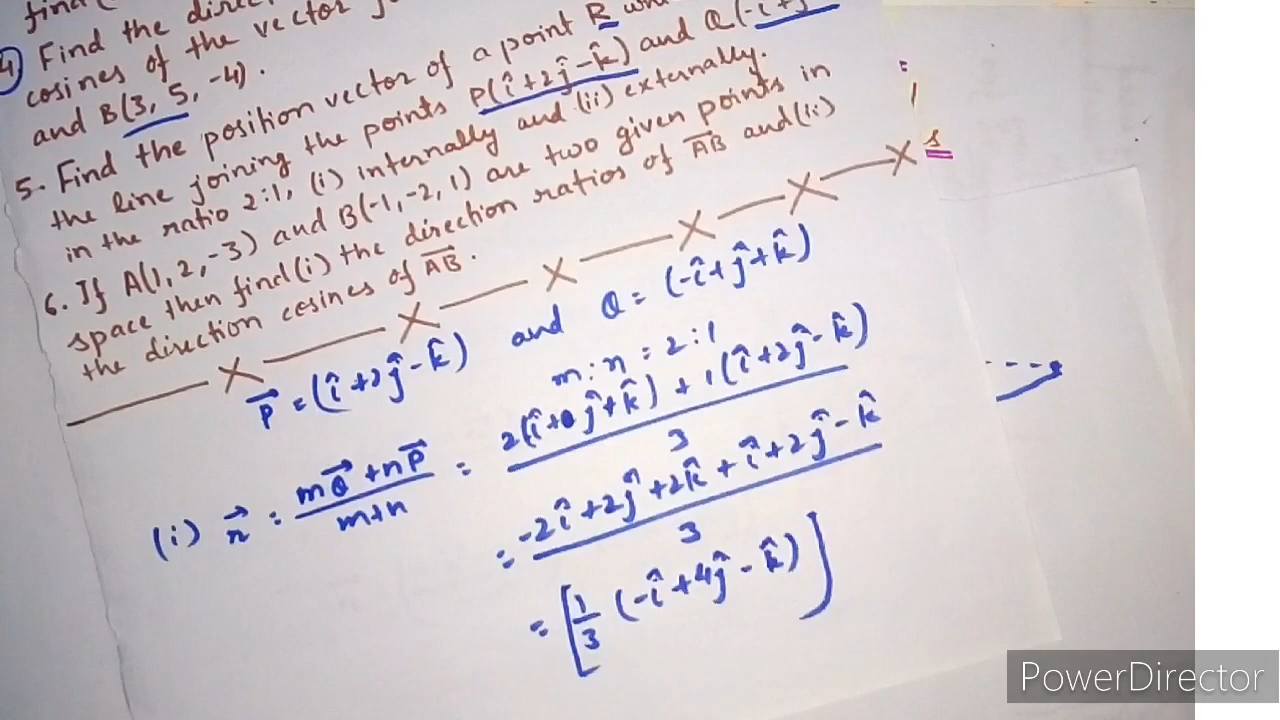 4) Find the direc
cosines of the vector
and B(3, 5, -4).
5. Find the position vector of a point R
the line joining the points P(î+2ĵ-k̂) and Q(-î+ĵ
in the ratio 2:1, (i) internally and (ii) externally.
6. If A(1, 2, -3) and B(-1, -2, 1) are two given points in
space then find (i) the direction ratios of AB⃗ and (ii)
the direction cosines of AB⃗.
P⃗ = (î+2ĵ-k̂) and Q = (-î+ĵ+k̂)
m:n = 2:1
(i) r⃗ = (mQ⃗ + nP⃗)/(m+n) = (2(î+ĵ+k̂) + 1(î+2ĵ-k̂))/3
= (-2î+2ĵ+2k̂+î+2ĵ-k̂)/3
= [1/3 (-î+4ĵ-k̂)]
PowerDirector